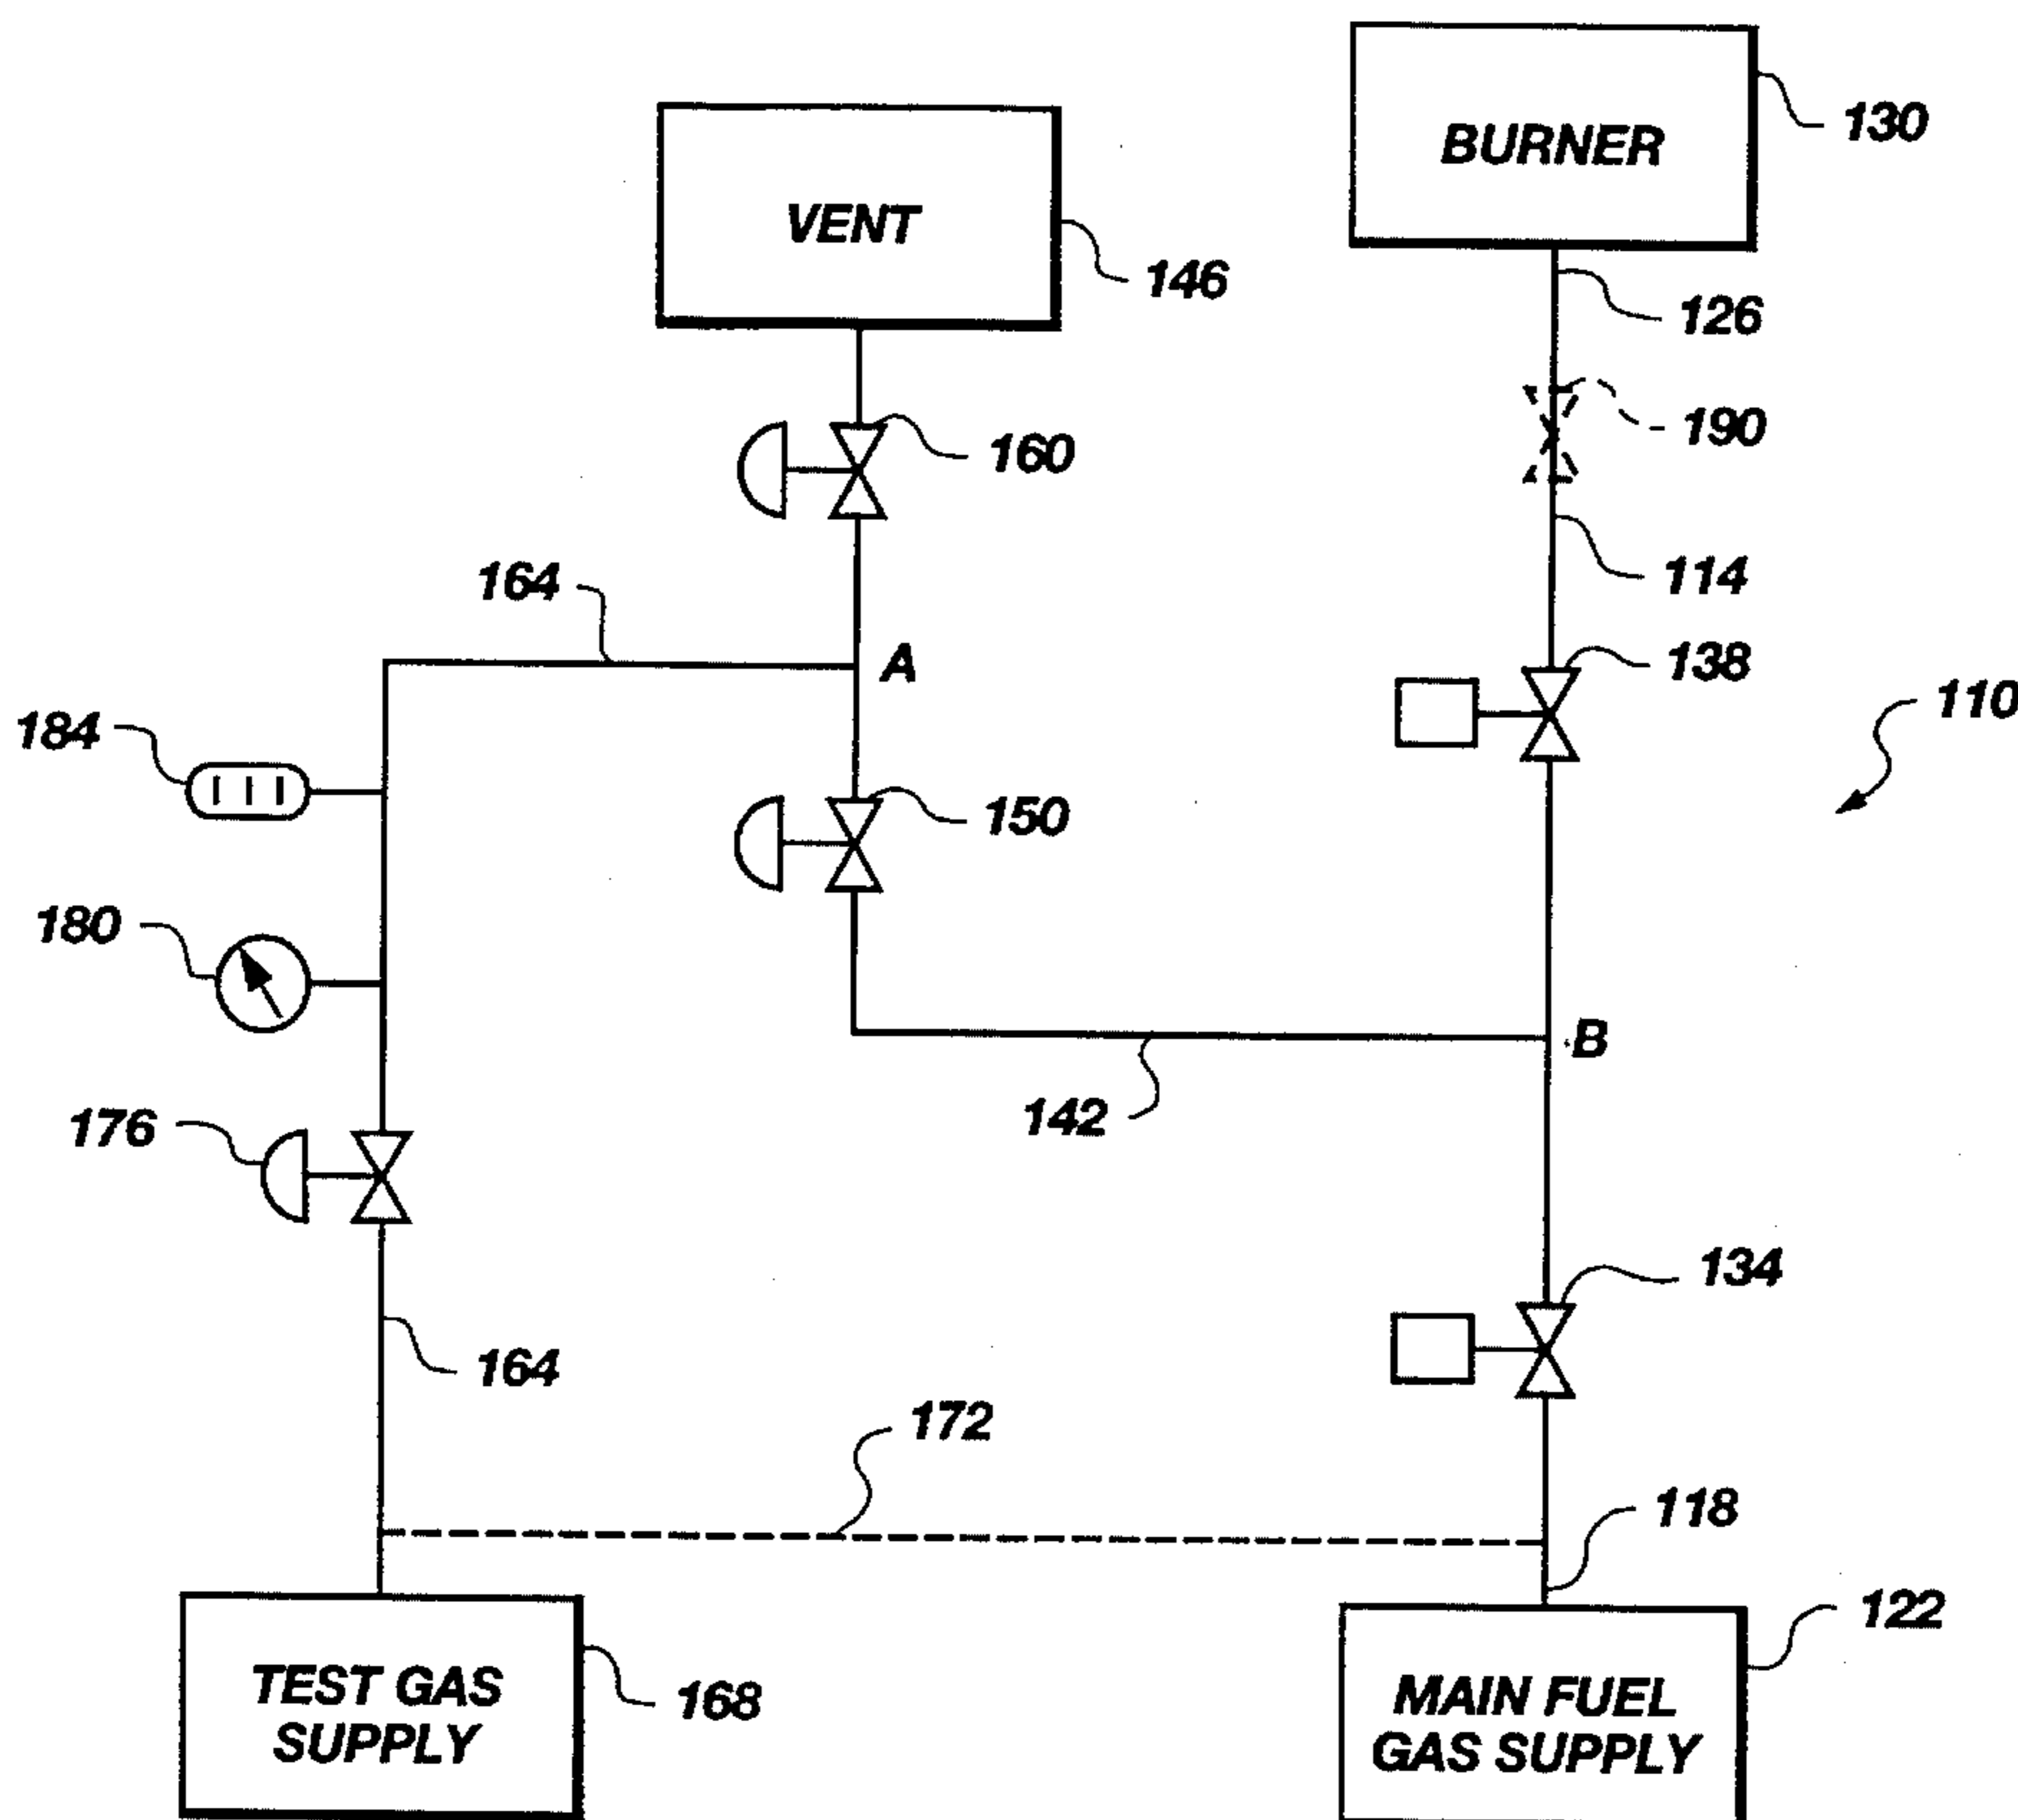 BURNER
130
VENT
146
126
190
160
114
164
A
138
110
184
150
180
B
142
176
134
164
172
118
122
TEST GAS
SUPPLY
168
MAIN FUEL
GAS SUPPLY